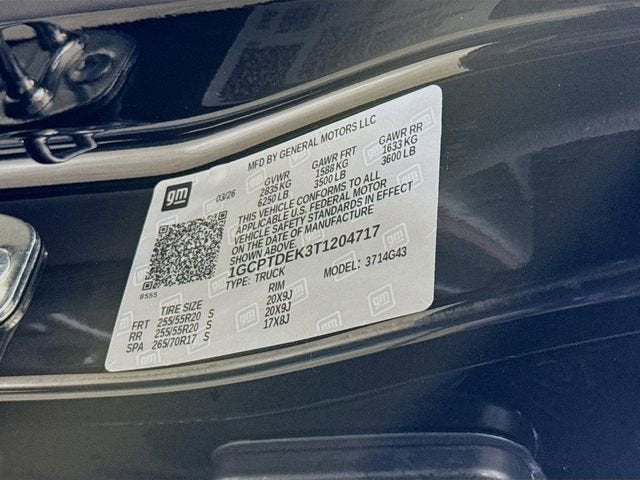 MFD BY GENERAL MOTORS LLC
gm
03/26
GVWR GAWR FRT GAWR RR
2835 KG 1588 KG 1633 KG
6250 LB 3500 LB 3600 LB
THIS VEHICLE CONFORMS TO ALL
APPLICABLE U.S. FEDERAL MOTOR
VEHICLE SAFETY STANDARDS IN EFFECT
ON THE DATE OF MANUFACTURE
SHOWN ABOVE.
1GCPTDEK3T1204717
TYPE: TRUCK MODEL: 3714G43
8555
TIRE SIZE RIM
FRT 255/55R20 S 20X9J
RR 255/55R20 S 20X9J
SPA 265/70R17 S 17X8J